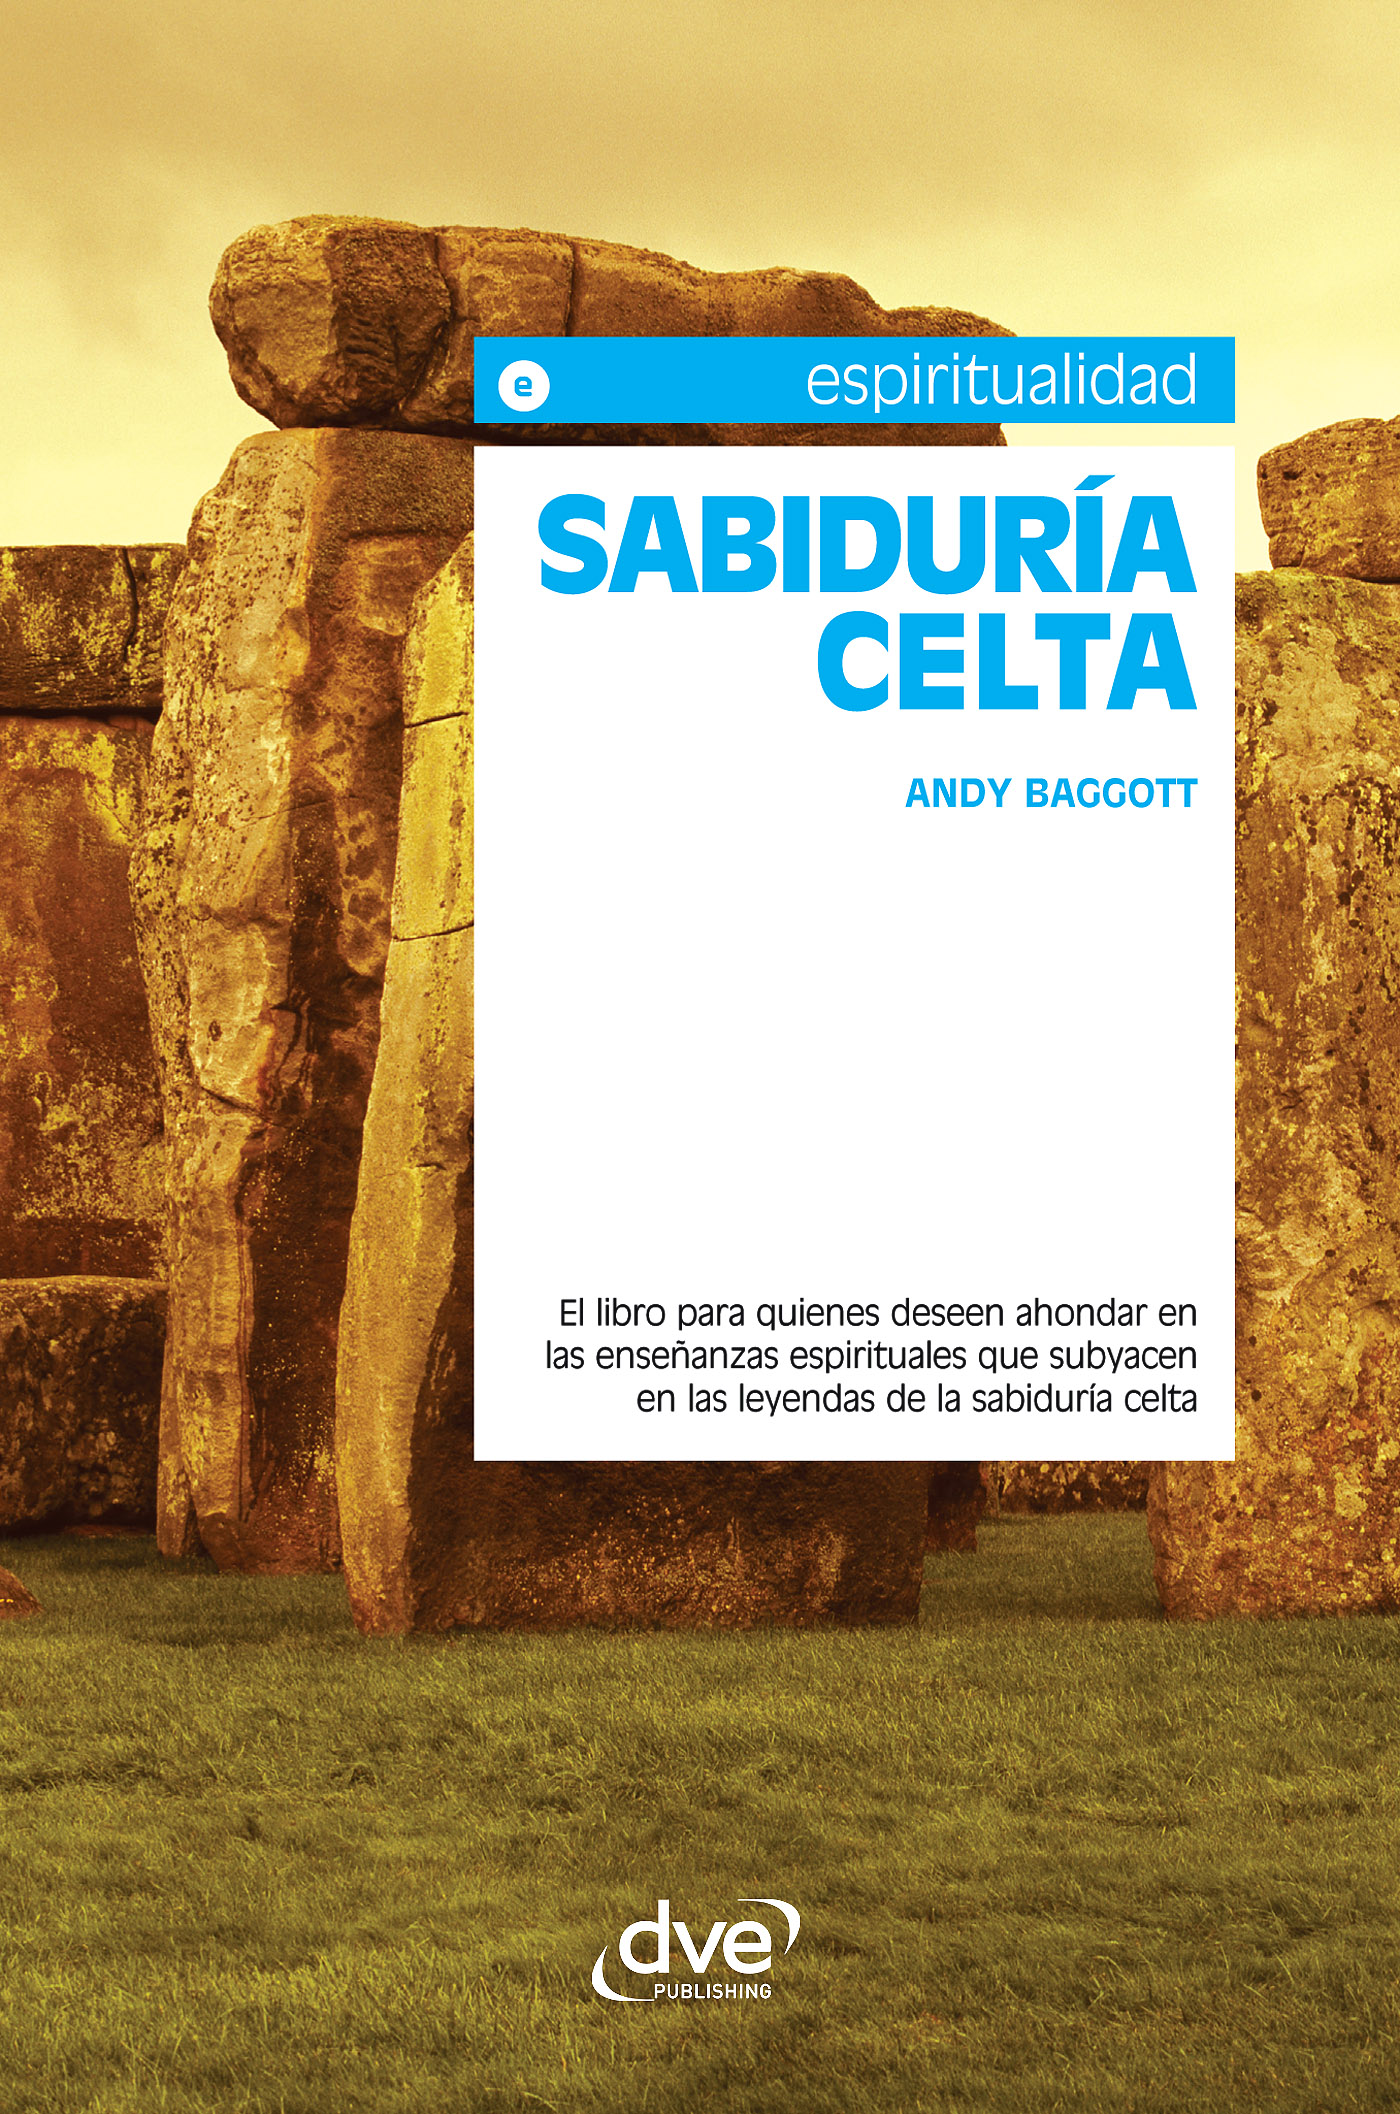 e espiritualidad
SABIDURÍA
CELTA
ANDY BAGGOTT
El libro para quienes deseen ahondar en
las enseñanzas espirituales que subyacen
en las leyendas de la sabiduría celta
dve
PUBLISHING